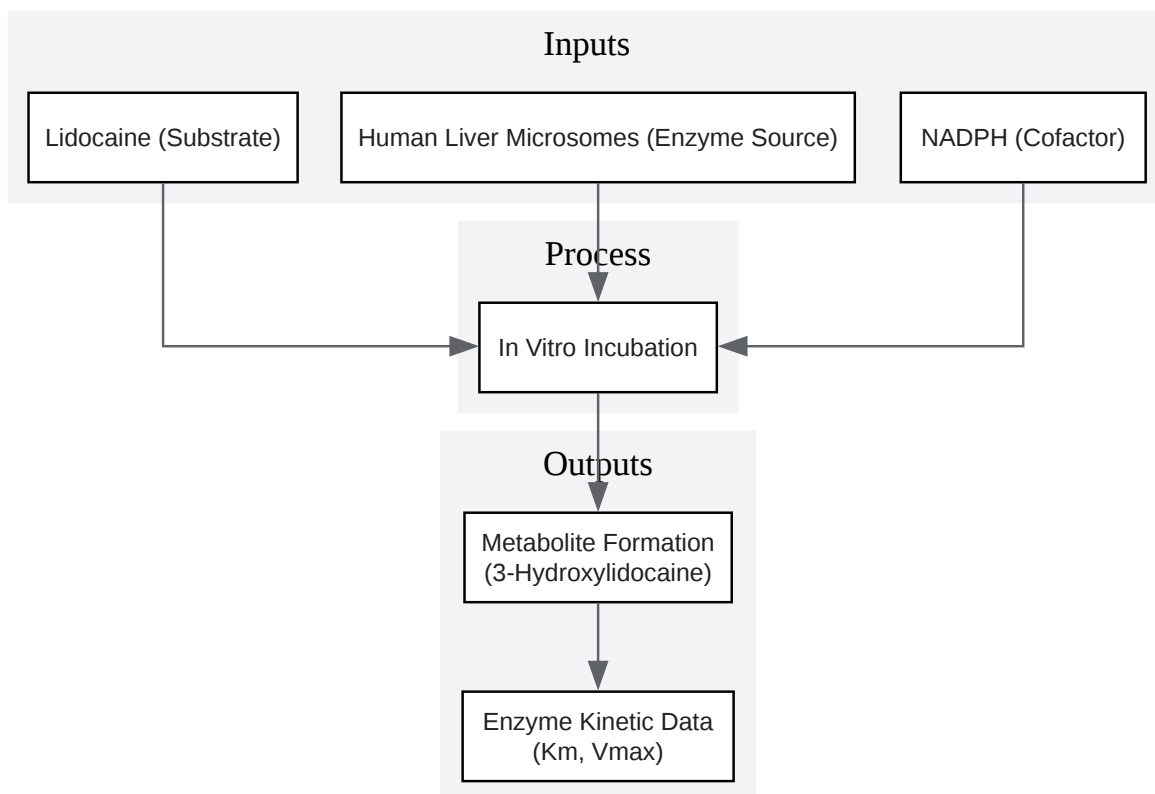 Inputs
Lidocaine (Substrate)
Human Liver Microsomes (Enzyme Source)
NADPH (Cofactor)
Process
In Vitro Incubation
Outputs
Metabolite Formation
(3-Hydroxylidocaine)
Enzyme Kinetic Data
(Km, Vmax)